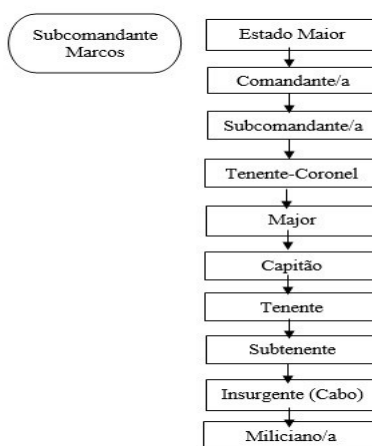 Subcomandante
Marcos
Estado Maior
Comandante/a
Subcomandante/a
Tenente-Coronel
Major
Capitão
Tenente
Subtenente
Insurgente (Cabo)
Miliciano/a